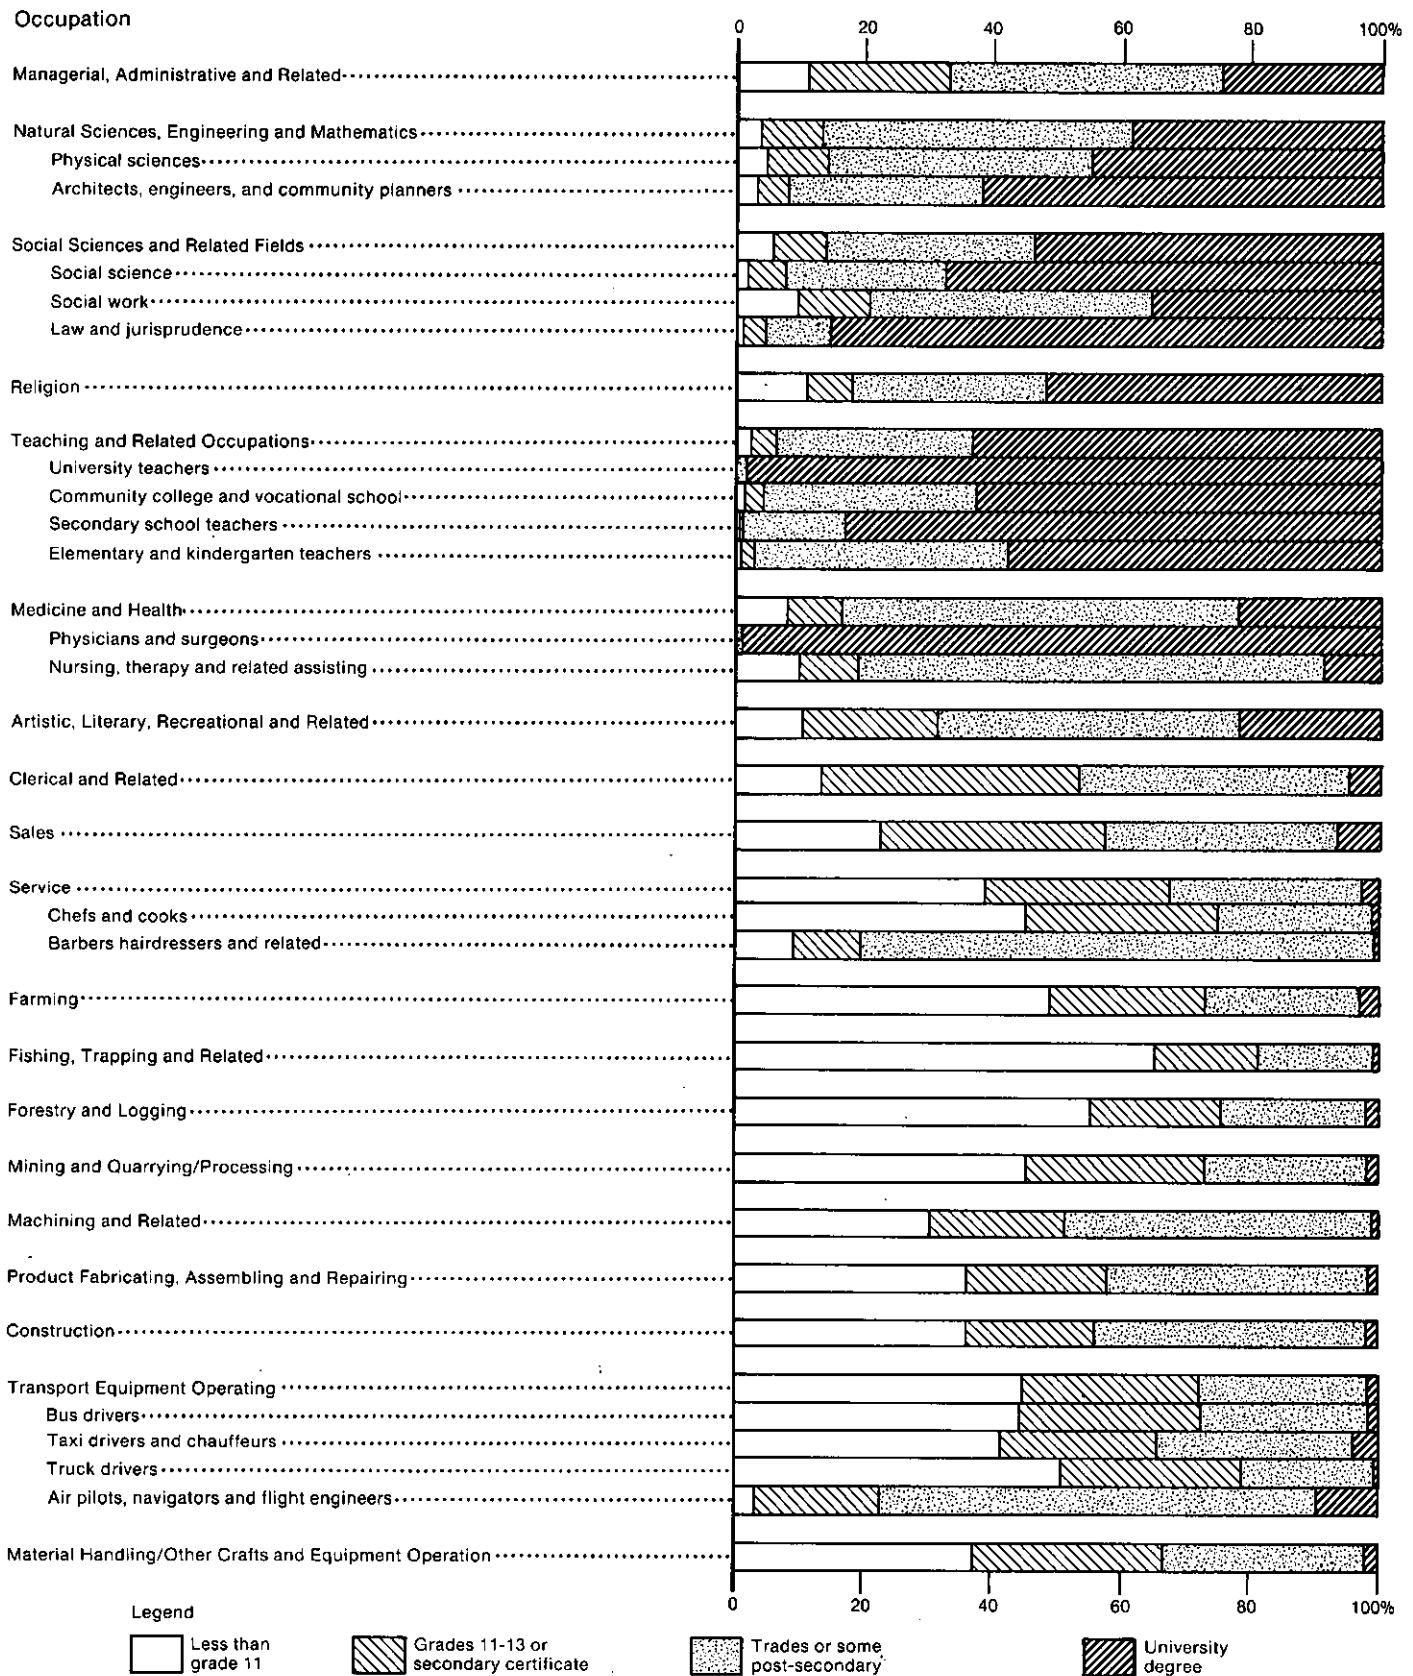 Occupation
0 20 40 60 80 100%
Managerial, Administrative and Related
Natural Sciences, Engineering and Mathematics
Physical sciences
Architects, engineers, and community planners
Social Sciences and Related Fields
Social science
Social work
Law and jurisprudence
Religion
Teaching and Related Occupations
University teachers
Community college and vocational school
Secondary school teachers
Elementary and kindergarten teachers
Medicine and Health
Physicians and surgeons
Nursing, therapy and related assisting
Artistic, Literary, Recreational and Related
Clerical and Related
Sales
Service
Chefs and cooks
Barbers hairdressers and related
Farming
Fishing, Trapping and Related
Forestry and Logging
Mining and Quarrying/Processing
Machining and Related
Product Fabricating, Assembling and Repairing
Construction
Transport Equipment Operating
Bus drivers
Taxi drivers and chauffeurs
Truck drivers
Air pilots, navigators and flight engineers
Material Handling/Other Crafts and Equipment Operation
0 20 40 60 80 100%
Legend
Less than
grade 11
Grades 11-13 or
secondary certificate
Trades or some
post-secondary
University
degree